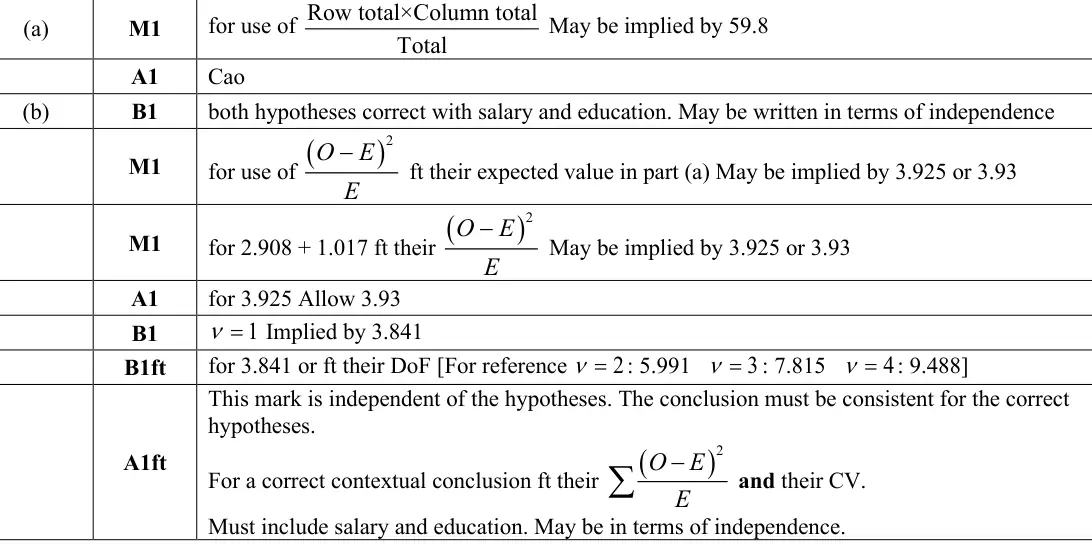 (a) M1 for use of Row total×Column total / Total May be implied by 59.8
A1 Cao
(b) B1 both hypotheses correct with salary and education. May be written in terms of independence
M1 for use of (O – E)² / E ft their expected value in part (a) May be implied by 3.925 or 3.93
M1 for 2.908 + 1.017 ft their (O – E)² / E May be implied by 3.925 or 3.93
A1 for 3.925 Allow 3.93
B1 ν = 1 Implied by 3.841
B1ft for 3.841 or ft their DoF [For reference ν = 2 : 5.991 ν = 3 : 7.815 ν = 4 : 9.488]
This mark is independent of the hypotheses. The conclusion must be consistent for the correct
hypotheses.
A1ft For a correct contextual conclusion ft their ∑ (O – E)² / E and their CV.
Must include salary and education. May be in terms of independence.